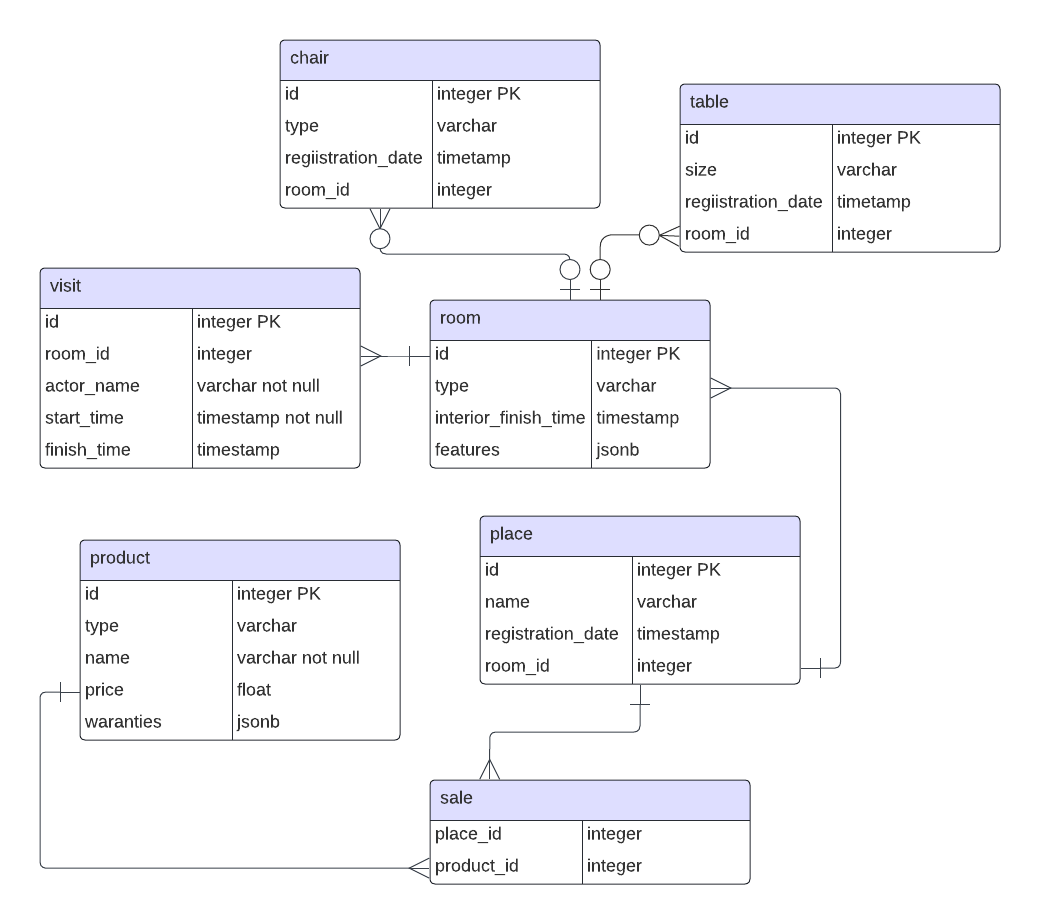 chair
id integer PK
type varchar
regiistration_date timetamp
room_id integer
table
id integer PK
size varchar
regiistration_date timetamp
room_id integer
visit
id integer PK
room_id integer
actor_name varchar not null
start_time timestamp not null
finish_time timestamp
room
id integer PK
type varchar
interior_finish_time timestamp
features jsonb
product
id integer PK
type varchar
name varchar not null
price float
waranties jsonb
place
id integer PK
name varchar
registration_date timestamp
room_id integer
sale
place_id integer
product_id integer